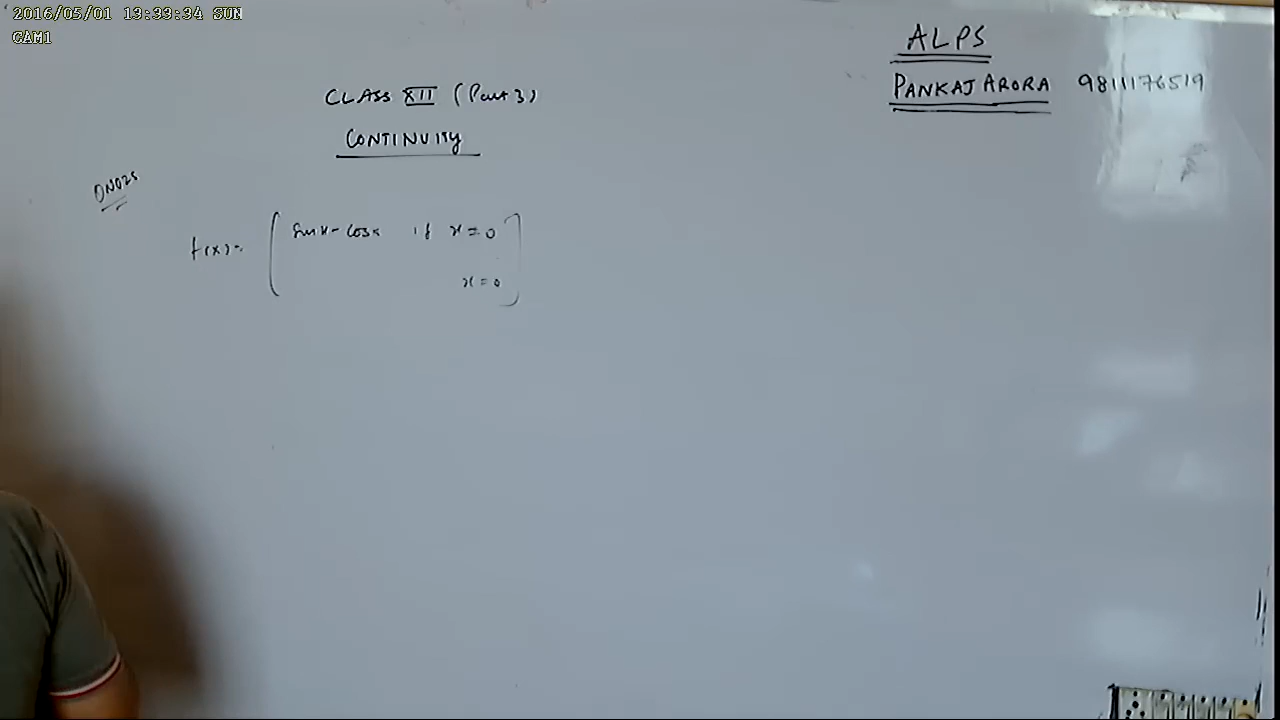 2016/05/01 13:33:34 SUN
CAM1
ALPS
PANKAJ ARORA 9811176519
CLASS XII (Part 3)
CONTINUITY
ONO25
f(x)= sinx-cosx if x=0
x=0